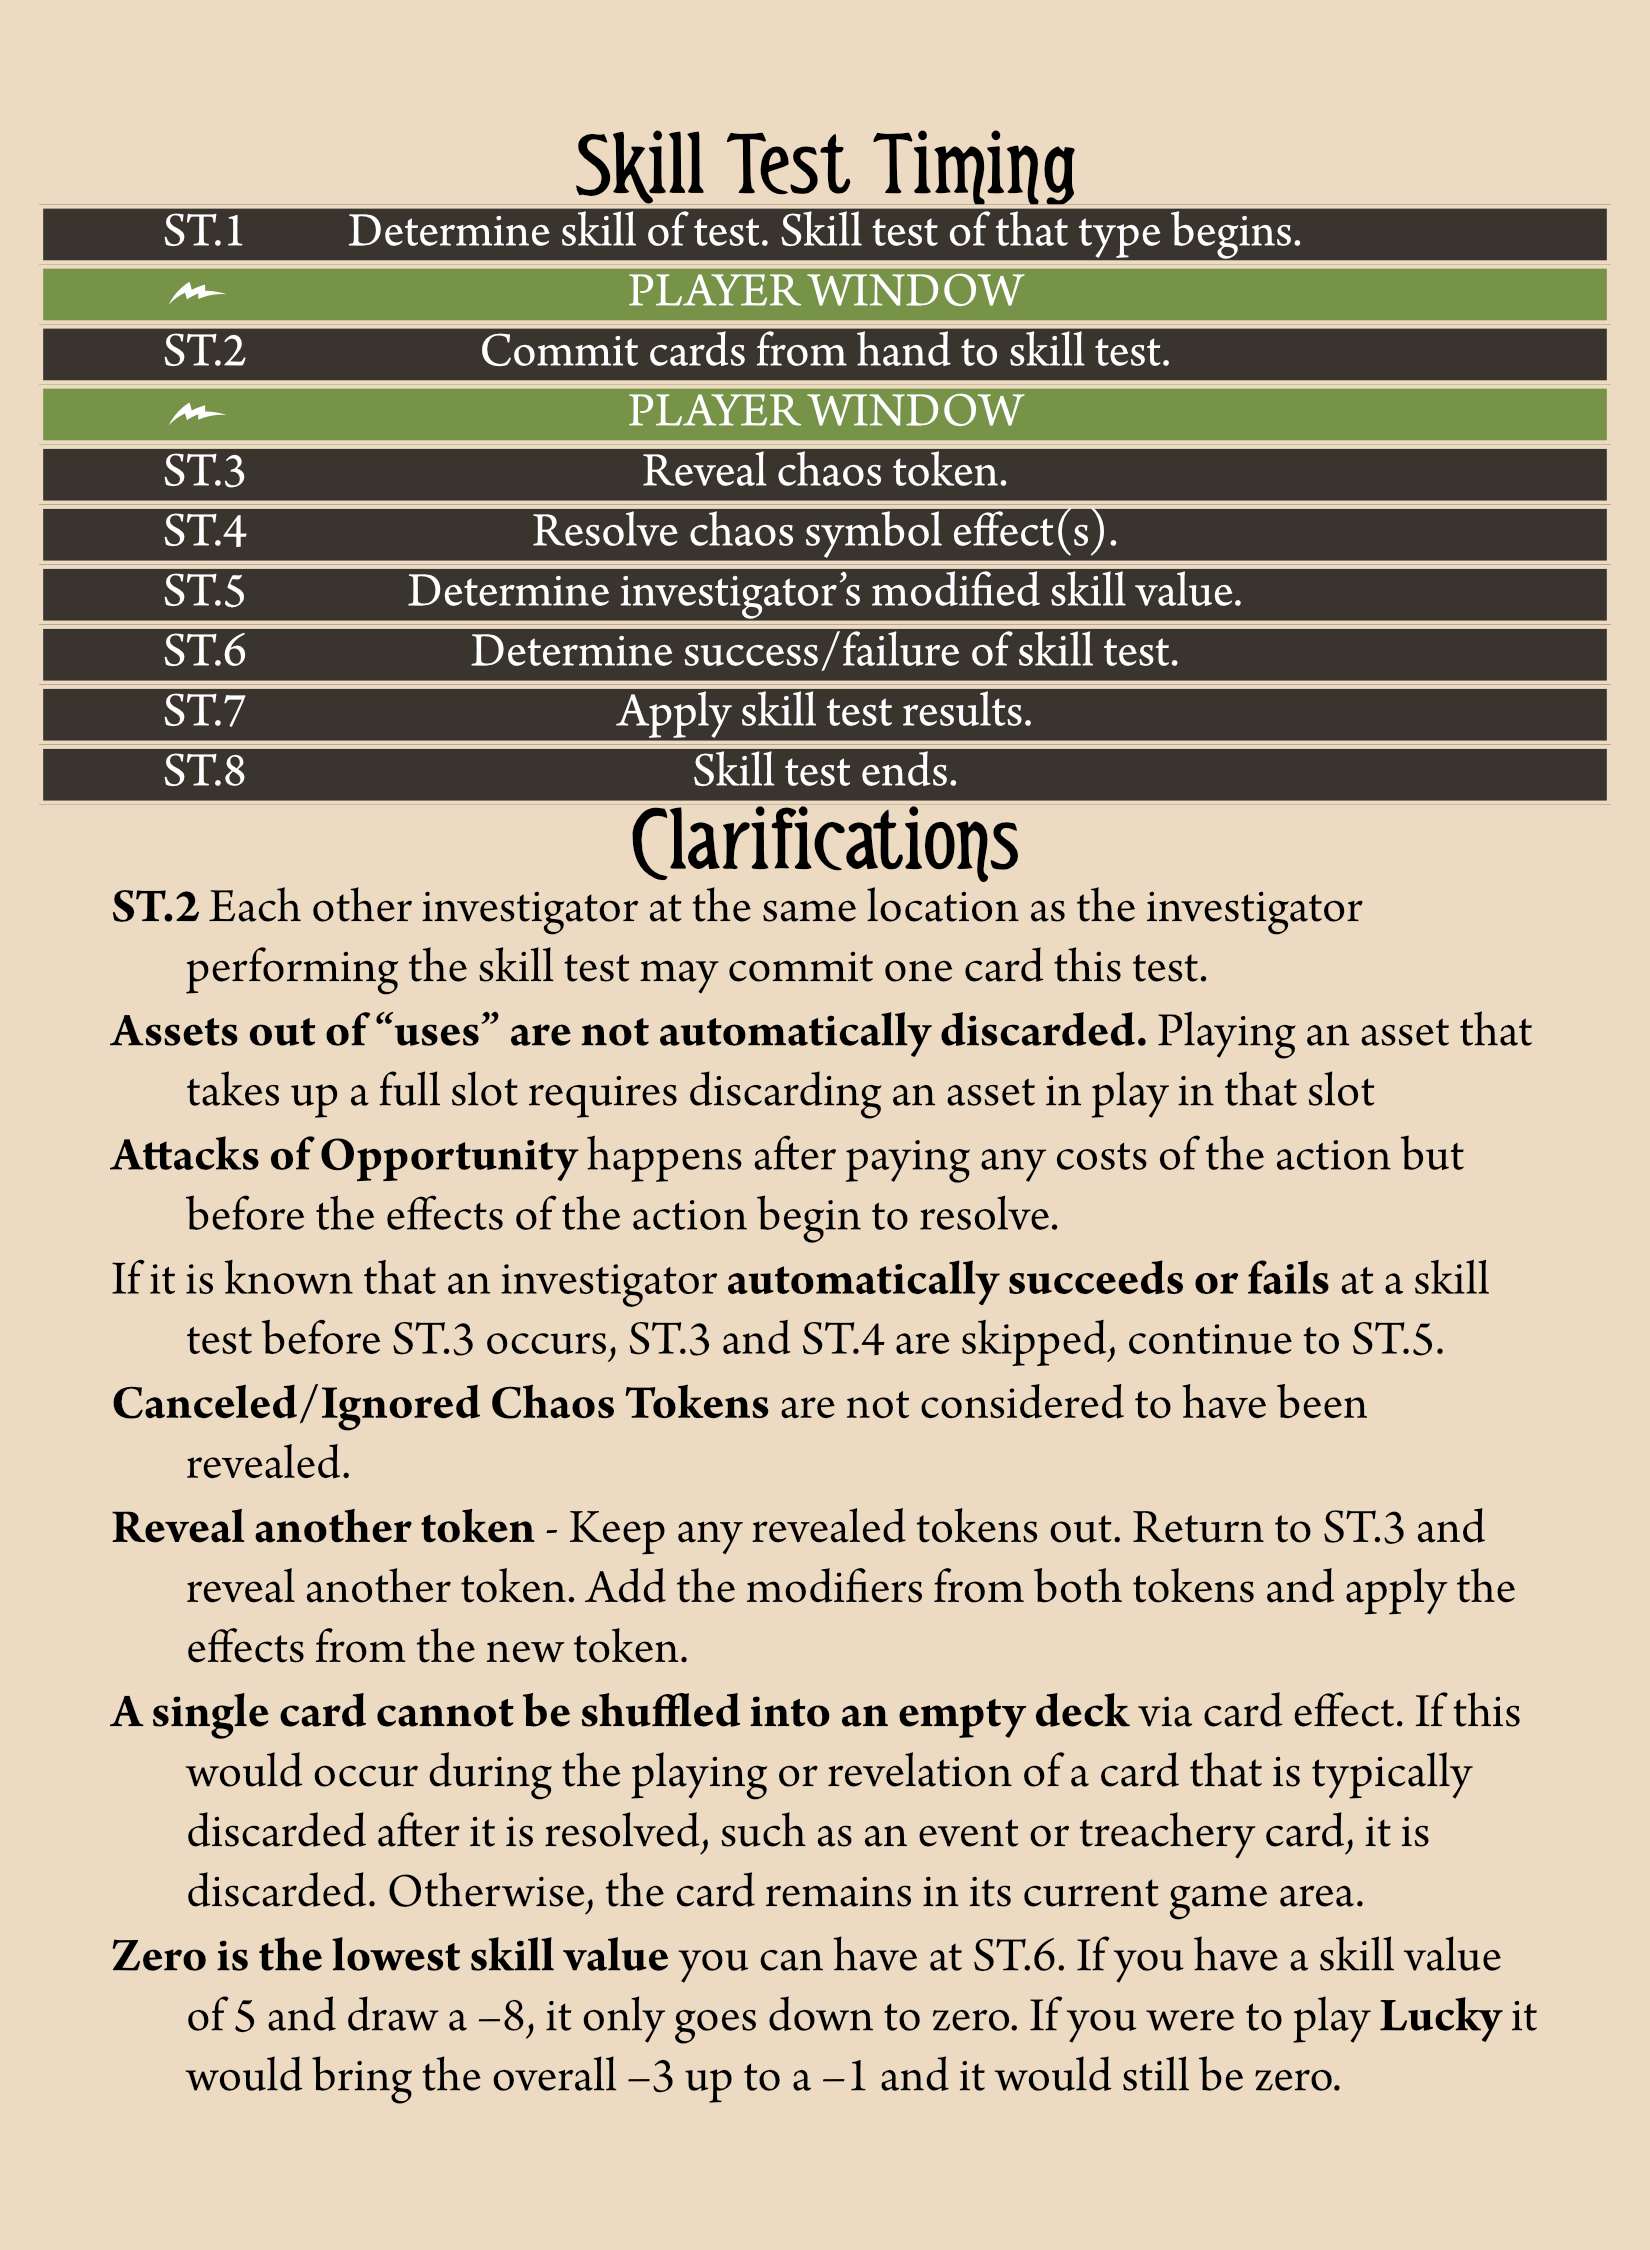 Skill Test Timing
ST.1 Determine skill of test. Skill test of that type begins.
PLAYER WINDOW
ST.2 Commit cards from hand to skill test.
PLAYER WINDOW
ST.3 Reveal chaos token.
ST.4 Resolve chaos symbol effect(s).
ST.5 Determine investigator’s modified skill value.
ST.6 Determine success/failure of skill test.
ST.7 Apply skill test results.
ST.8 Skill test ends.
Clarifications
ST.2 Each other investigator at the same location as the investigator
performing the skill test may commit one card this test.
Assets out of “uses” are not automatically discarded. Playing an asset that
takes up a full slot requires discarding an asset in play in that slot
Attacks of Opportunity happens after paying any costs of the action but
before the effects of the action begin to resolve.
If it is known that an investigator automatically succeeds or fails at a skill
test before ST.3 occurs, ST.3 and ST.4 are skipped, continue to ST.5.
Canceled/Ignored Chaos Tokens are not considered to have been
revealed.
Reveal another token - Keep any revealed tokens out. Return to ST.3 and
reveal another token. Add the modifiers from both tokens and apply the
effects from the new token.
A single card cannot be shuffled into an empty deck via card effect. If this
would occur during the playing or revelation of a card that is typically
discarded after it is resolved, such as an event or treachery card, it is
discarded. Otherwise, the card remains in its current game area.
Zero is the lowest skill value you can have at ST.6. If you have a skill value
of 5 and draw a –8, it only goes down to zero. If you were to play Lucky it
would bring the overall –3 up to a –1 and it would still be zero.